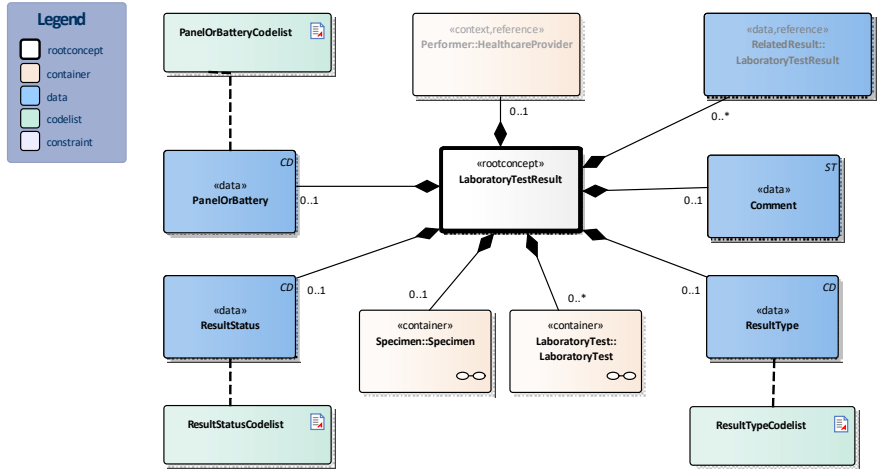 Legend
rootconcept
container
data
codelist
constraint
PanelOrBatteryCodelist
«context,reference»
Performer::HealthcareProvider
«data,reference»
RelatedResult::
LaboratoryTestResult
0..1
0..*
CD
«data»
PanelOrBattery
0..1
«rootconcept»
LaboratoryTestResult
ST
«data»
Comment
0..1
CD
«data»
ResultStatus
0..1
0..1
«container»
Specimen::Specimen
0..*
«container»
LaboratoryTest::
LaboratoryTest
0..1
CD
«data»
ResultType
ResultStatusCodelist
ResultTypeCodelist